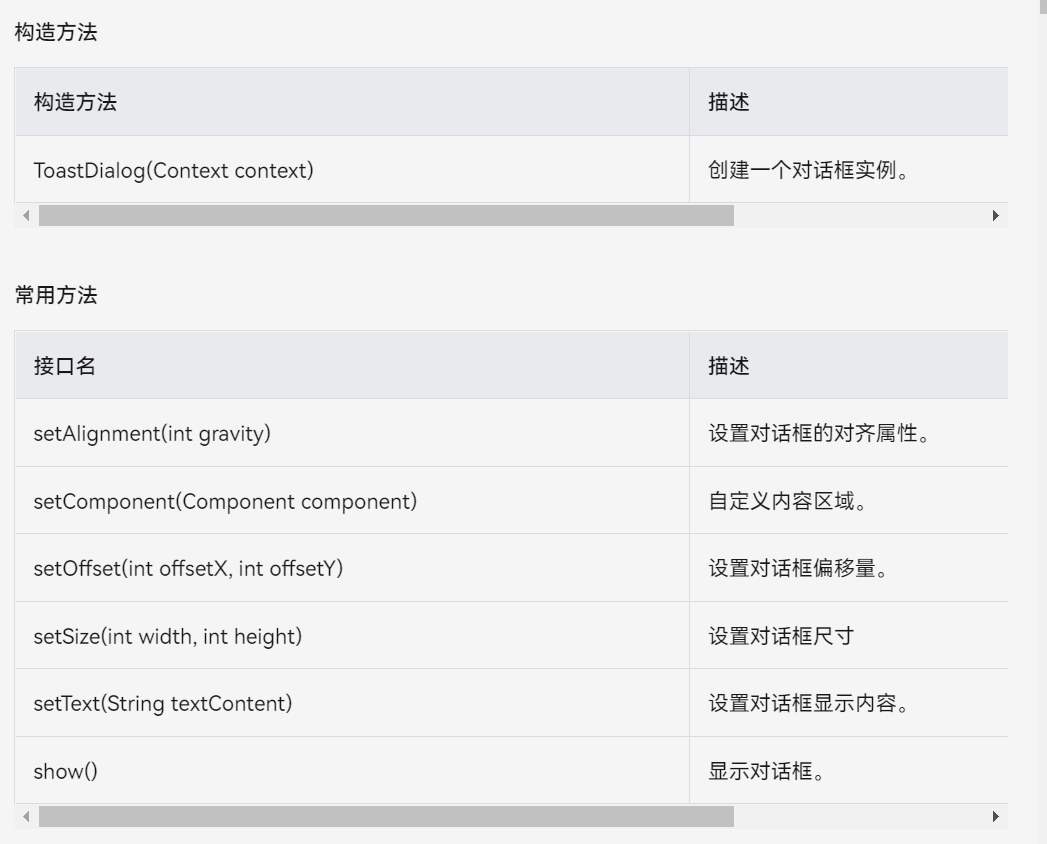 构造方法
构造方法 描述
ToastDialog(Context context) 创建一个对话框实例。
常用方法
接口名 描述
setAlignment(int gravity) 设置对话框的对齐属性。
setComponent(Component component) 自定义内容区域。
setOffset(int offsetX, int offsetY) 设置对话框偏移量。
setSize(int width, int height) 设置对话框尺寸
setText(String textContent) 设置对话框显示内容。
show() 显示对话框。